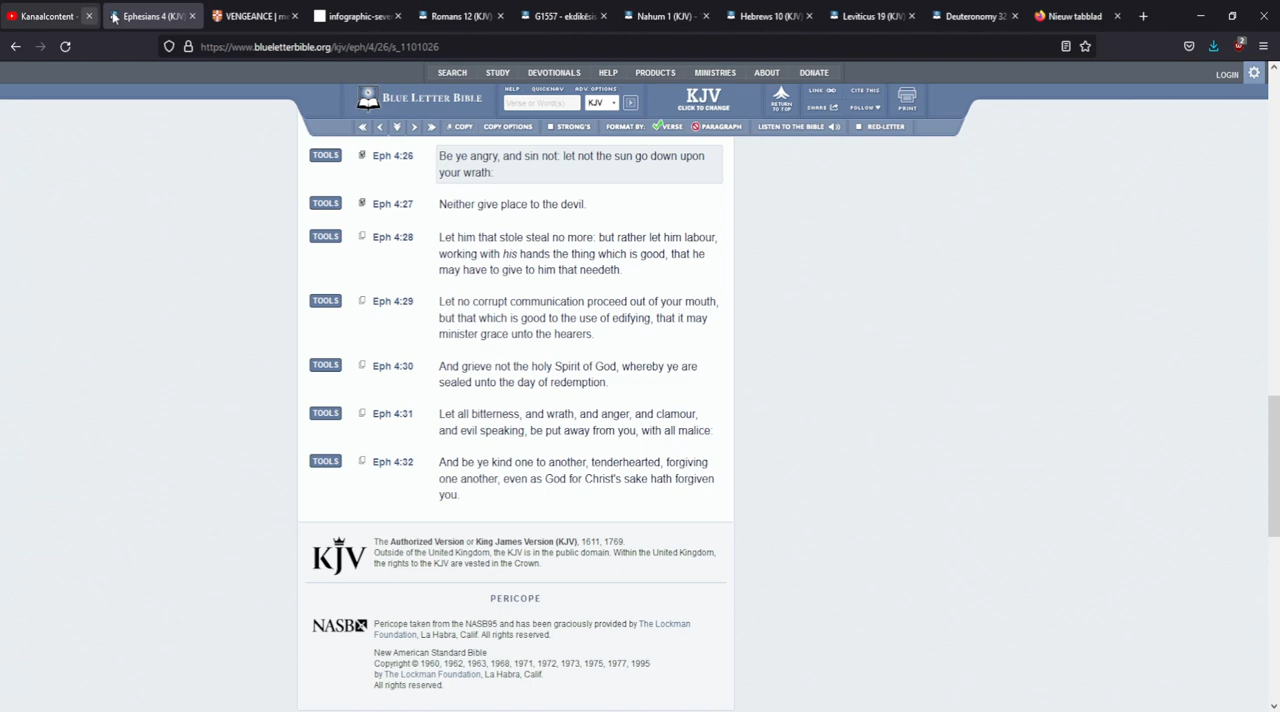 Kanaalcontent -
Ephesians 4 (KJV)
VENGEANCE | me
infographic-seve
Romans 12 (KJV)
G1557 - ekdikēsis
Nahum 1 (KJV) -
Hebrews 10 (KJV)
Leviticus 19 (KJV)
Deuteronomy 32
Nieuw tabblad
https://www.blueletterbible.org/kjv/eph/4/26/s_1101026
2
SEARCH STUDY DEVOTIONALS HELP PRODUCTS MINISTRIES ABOUT DONATE
LOGIN
BLUE LETTER BIBLE
HELP QUICKNAV ADV. OPTIONS
Verse or Word(s) KJV
KJV
CLICK TO CHANGE
RETURN
TO TOP
LINK CITE THIS
SHARE FOLLOW
PRINT
COPY COPY OPTIONS STRONG'S FORMAT BY: VERSE PARAGRAPH LISTEN TO THE BIBLE RED-LETTER
TOOLS Eph 4:26 Be ye angry, and sin not: let not the sun go down upon
your wrath:
TOOLS Eph 4:27 Neither give place to the devil.
TOOLS Eph 4:28 Let him that stole steal no more: but rather let him labour,
working with his hands the thing which is good, that he
may have to give to him that needeth.
TOOLS Eph 4:29 Let no corrupt communication proceed out of your mouth,
but that which is good to the use of edifying, that it may
minister grace unto the hearers.
TOOLS Eph 4:30 And grieve not the holy Spirit of God, whereby ye are
sealed unto the day of redemption.
TOOLS Eph 4:31 Let all bitterness, and wrath, and anger, and clamour,
and evil speaking, be put away from you, with all malice:
TOOLS Eph 4:32 And be ye kind one to another, tenderhearted, forgiving
one another, even as God for Christ's sake hath forgiven
you.
KJV
The Authorized Version or King James Version (KJV), 1611, 1769.
Outside of the United Kingdom, the KJV is in the public domain. Within the United Kingdom,
the rights to the KJV are vested in the Crown.
PERICOPE
NASB
Pericope taken from the NASB95 and has been graciously provided by The Lockman
Foundation, La Habra, Calif. All rights reserved.
New American Standard Bible
Copyright © 1960, 1962, 1963, 1968, 1971, 1972, 1973, 1975, 1977, 1995
by The Lockman Foundation, La Habra, Calif.
All rights reserved.